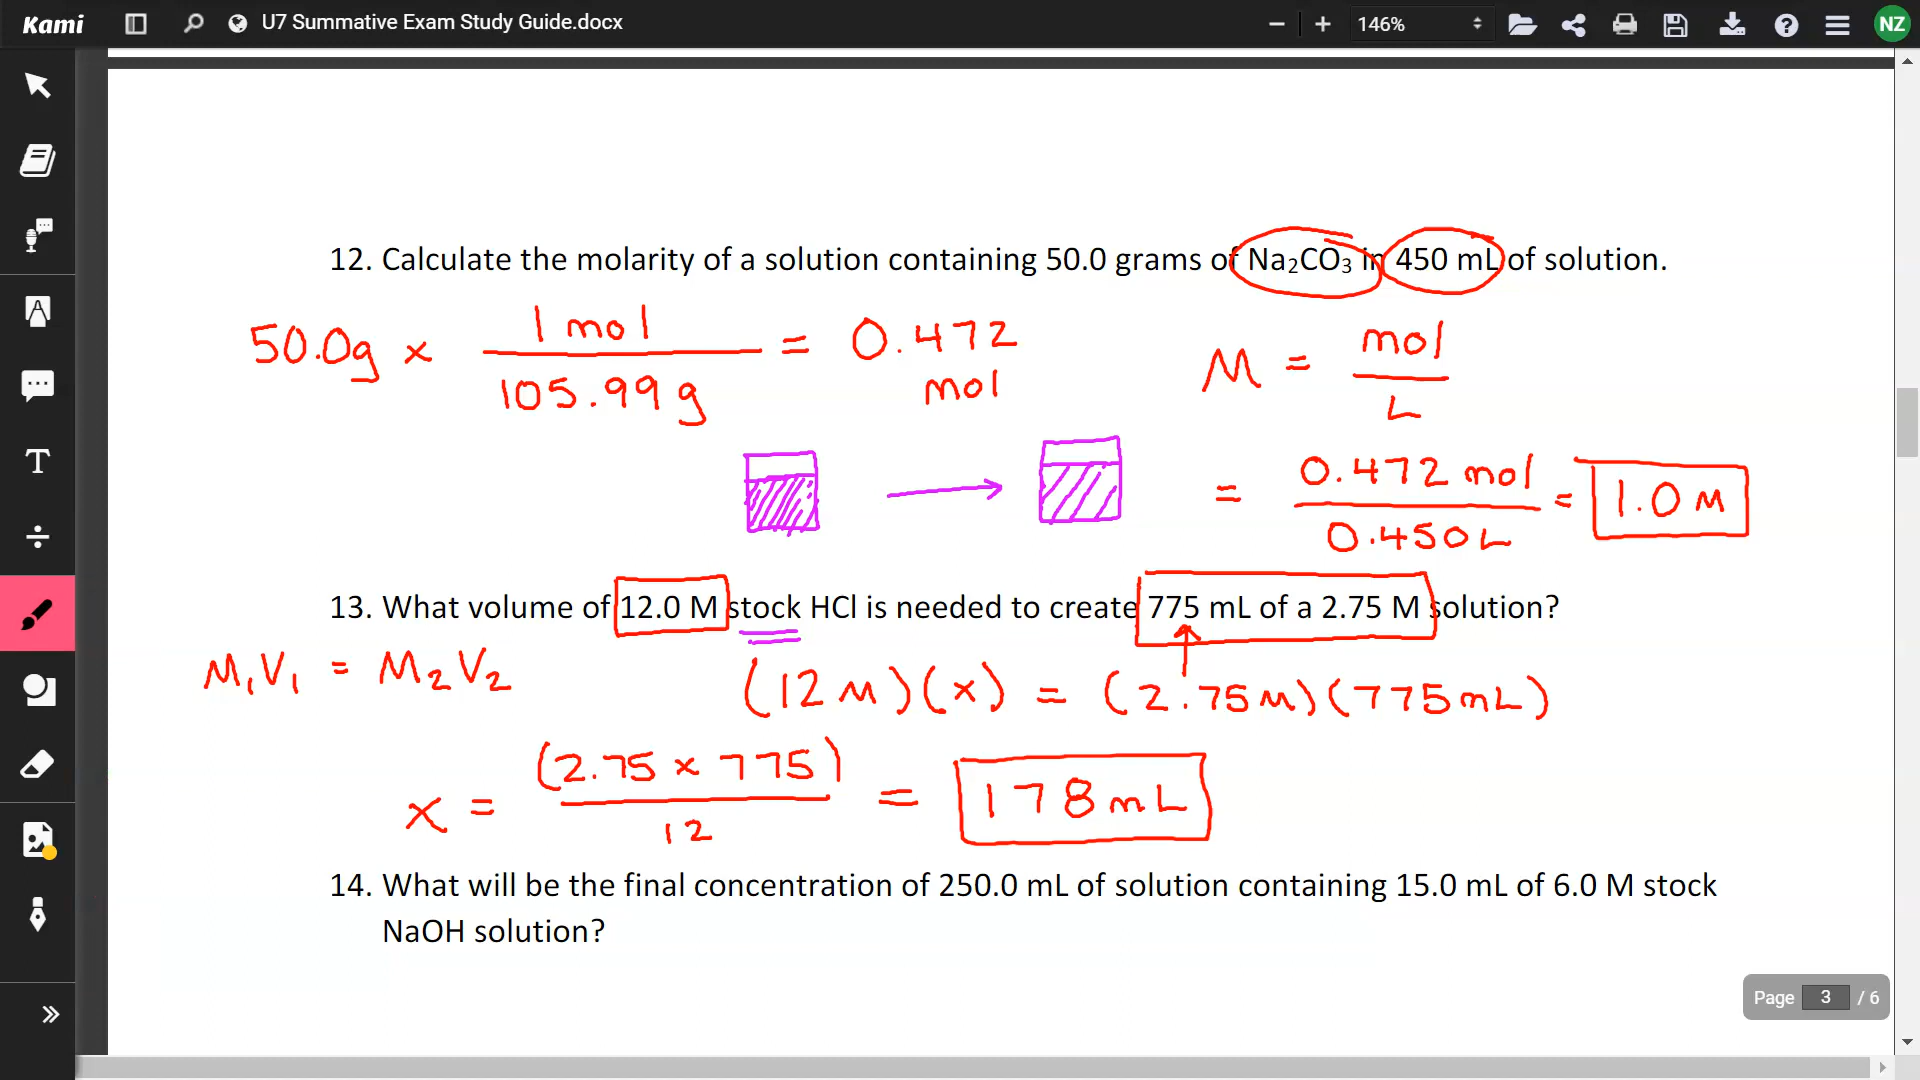 Kami
U7 Summative Exam Study Guide.docx
146%
NZ
12. Calculate the molarity of a solution containing 50.0 grams of Na₂CO₃ in 450 mL of solution.
50.0g x 1 mol / 105.99 g = 0.472 mol
M = mol / L
= 0.472 mol / 0.450 L = 1.0 M
13. What volume of 12.0 M stock HCl is needed to create 775 mL of a 2.75 M solution?
M₁V₁ = M₂V₂
(12 M)(x) = (2.75M)(775mL)
x = (2.75 x 775) / 12 = 178 mL
14. What will be the final concentration of 250.0 mL of solution containing 15.0 mL of 6.0 M stock
NaOH solution?
Page 3 / 6